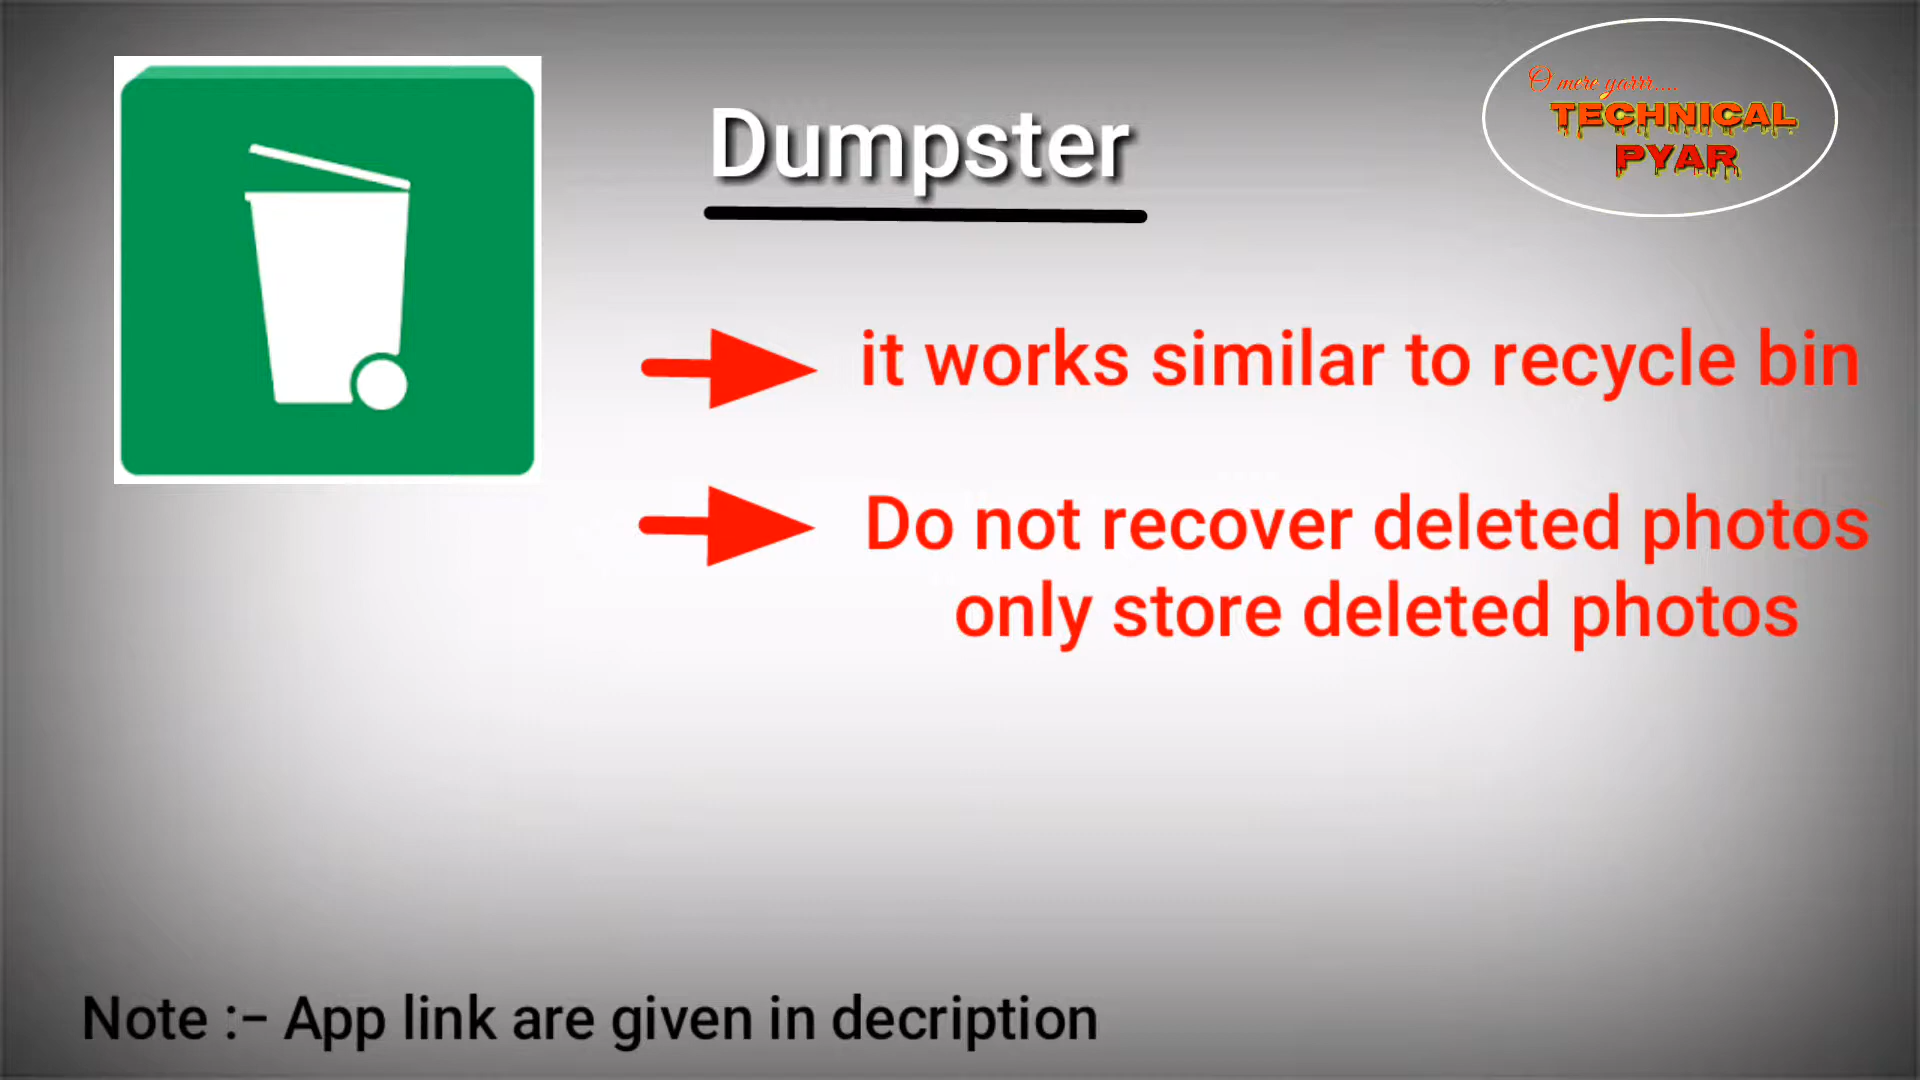 O mere yarrr....
TECHNICAL
PYAR
Dumpster
it works similar to recycle bin
Do not recover deleted photos
only store deleted photos
Note :- App link are given in decription